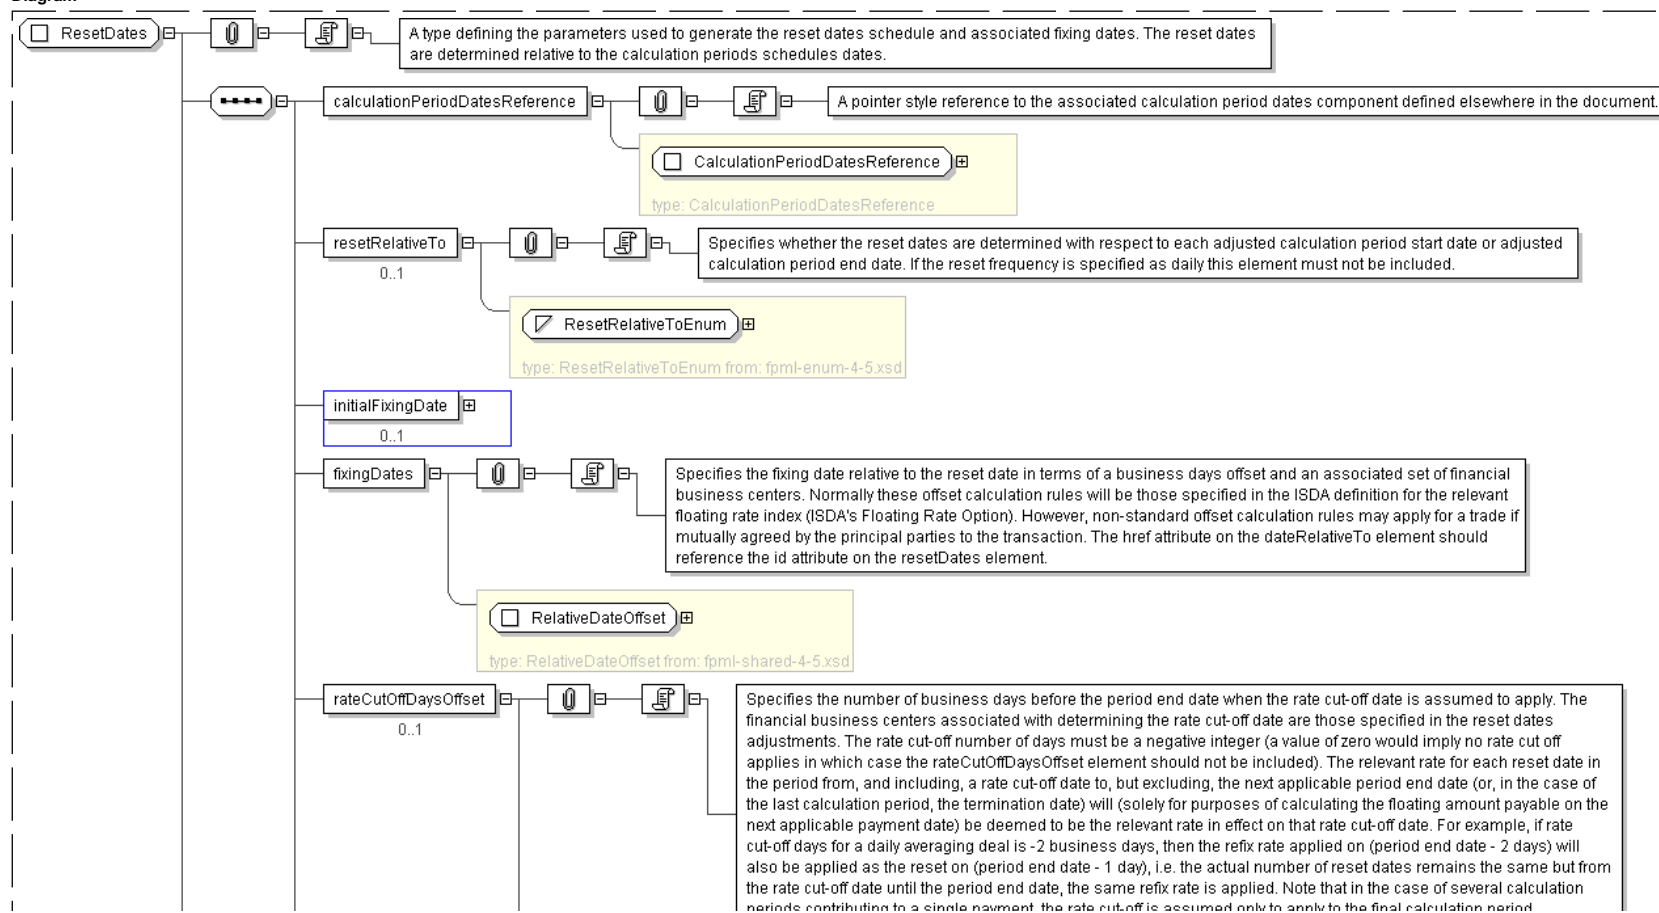 Diagram
ResetDates
A type defining the parameters used to generate the reset dates schedule and associated fixing dates. The reset dates
are determined relative to the calculation periods schedules dates.
calculationPeriodDatesReference
A pointer style reference to the associated calculation period dates component defined elsewhere in the document.
CalculationPeriodDatesReference
type: CalculationPeriodDatesReference
resetRelativeTo
0..1
Specifies whether the reset dates are determined with respect to each adjusted calculation period start date or adjusted
calculation period end date. If the reset frequency is specified as daily this element must not be included.
ResetRelativeToEnum
type: ResetRelativeToEnum from: fpml-enum-4-5.xsd
initialFixingDate
0..1
fixingDates
Specifies the fixing date relative to the reset date in terms of a business days offset and an associated set of financial
business centers. Normally these offset calculation rules will be those specified in the ISDA definition for the relevant
floating rate index (ISDA's Floating Rate Option). However, non-standard offset calculation rules may apply for a trade if
mutually agreed by the principal parties to the transaction. The href attribute on the dateRelativeTo element should
reference the id attribute on the resetDates element.
RelativeDateOffset
type: RelativeDateOffset from: fpml-shared-4-5.xsd
rateCutOffDaysOffset
0..1
Specifies the number of business days before the period end date when the rate cut-off date is assumed to apply. The
financial business centers associated with determining the rate cut-off date are those specified in the reset dates
adjustments. The rate cut-off number of days must be a negative integer (a value of zero would imply no rate cut off
applies in which case the rateCutOffDaysOffset element should not be included). The relevant rate for each reset date in
the period from, and including, a rate cut-off date to, but excluding, the next applicable period end date (or, in the case of
the last calculation period, the termination date) will (solely for purposes of calculating the floating amount payable on the
next applicable payment date) be deemed to be the relevant rate in effect on that rate cut-off date. For example, if rate
cut-off days for a daily averaging deal is -2 business days, then the refix rate applied on (period end date - 2 days) will
also be applied as the reset on (period end date - 1 day), i.e. the actual number of reset dates remains the same but from
the rate cut-off date until the period end date, the same refix rate is applied. Note that in the case of several calculation
periods contributing to a single payment, the rate cut-off is assumed only to apply to the final calculation period